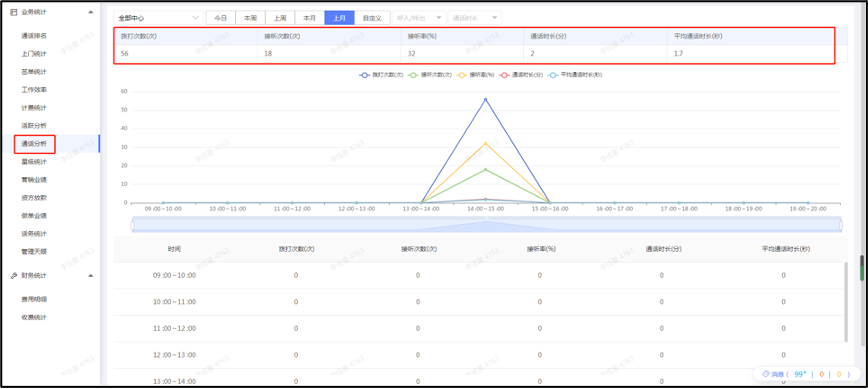 业务统计
通话排名
上门统计
签单统计
工作效率
计费统计
活跃分析
通话分析
星级统计
营销业绩
资方放款
做单业绩
话务统计
管理天眼
财务统计
费用明细
收费统计
全部中心 今日 本周 上周 本月 上月 自定义 呼入/呼出 通话时长
拨打次数(次) 接听次数(次) 接听率(%) 通话时长(分) 平均通话时长(秒)
56 18 32 2 1.7
拨打次数(次) 接听次数(次) 接听率(%) 通话时长(分) 平均通话时长(秒)
60
50
40
30
20
10
0
09:00~10:00 10:00~11:00 11:00~12:00 12:00~13:00 13:00~14:00 14:00~15:00 15:00~16:00 16:00~17:00 17:00~18:00 18:00~19:00 19:00~20:00
时间 拨打次数(次) 接听次数(次) 接听率(%) 通话时长(分) 平均通话时长(秒)
09:00~10:00 0 0 0 0 0
10:00~11:00 0 0 0 0 0
11:00~12:00 0 0 0 0 0
12:00~13:00 0 0 0 0 0
13:00~14:00 0 0 0 0 0
消息 ( 99+ | 0 | 0 )